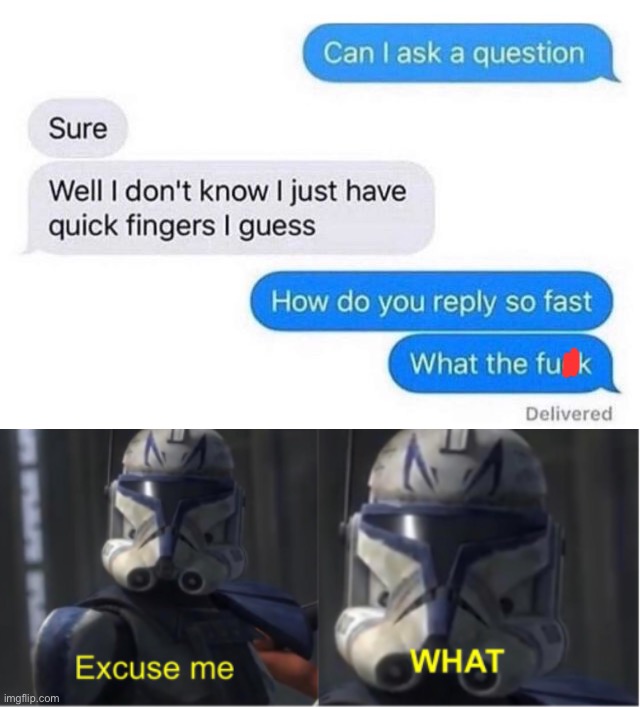 Can I ask a question
Sure
Well I don't know I just have
quick fingers I guess
How do you reply so fast
What the fu k
Delivered
Excuse me
WHAT
imgflip.com